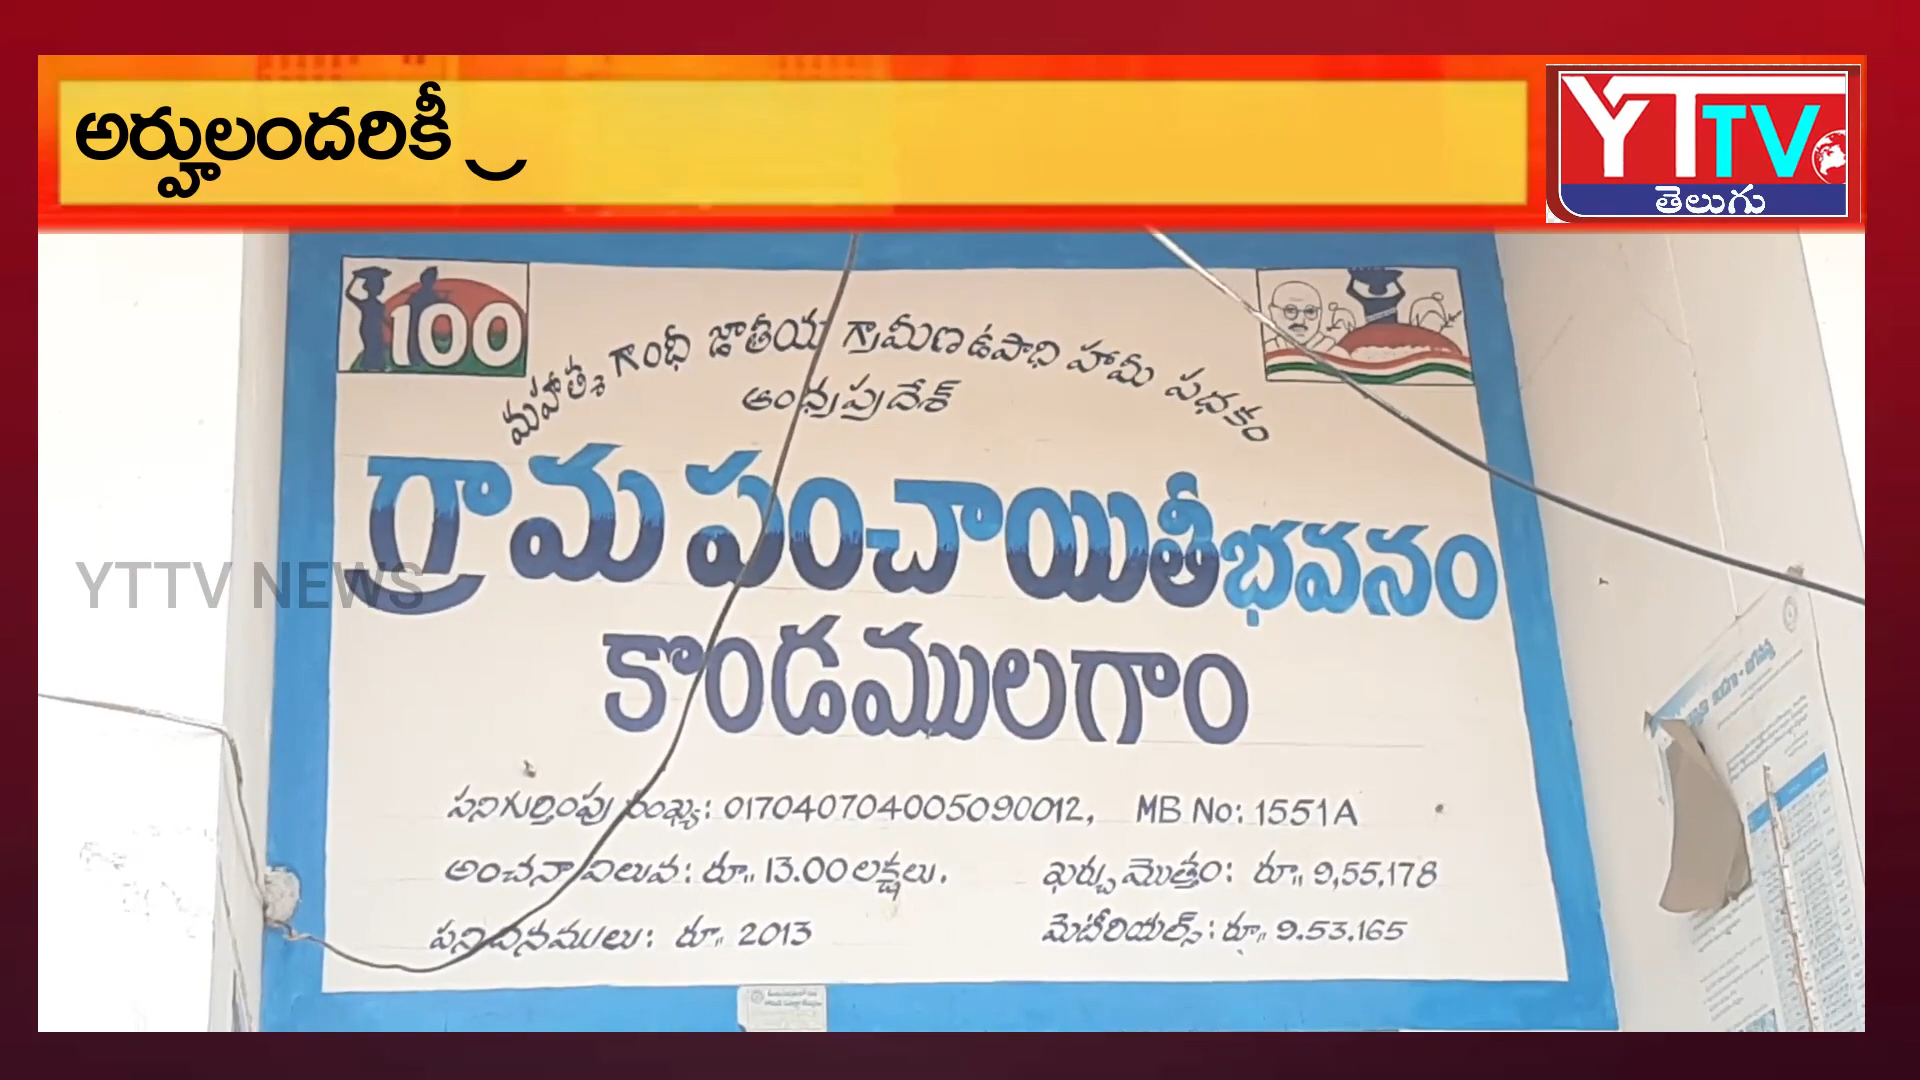 అర్హులందరికీ
YTTV
తెలుగు
100
మహాత్మ గాంధీ జాతీయ గ్రామీణ ఉపాధి హామీ పథకం
ఆంధ్రప్రదేశ్
గ్రామ పంచాయితీ భవనం
కొండములగాం
YTTV NEWS
పనిగుర్తింపు సంఖ్య: 017040704005090012, MB No: 1551A
అంచనా విలువ: రూ,, 13.00 లక్షలు. ఖర్చు మొత్తం: రూ,, 9,55,178
పనిదినములు: రూ,, 2013 మెటీరియల్స్: రూ,, 9.53.165